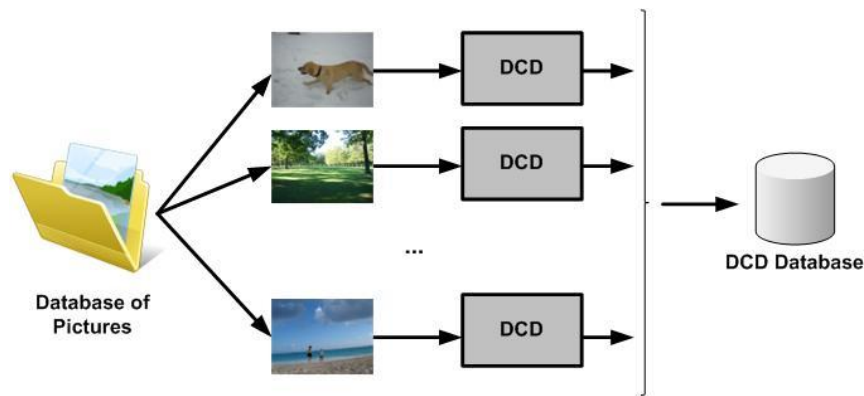 DCD
DCD
...
DCD
Database of
Pictures
DCD Database